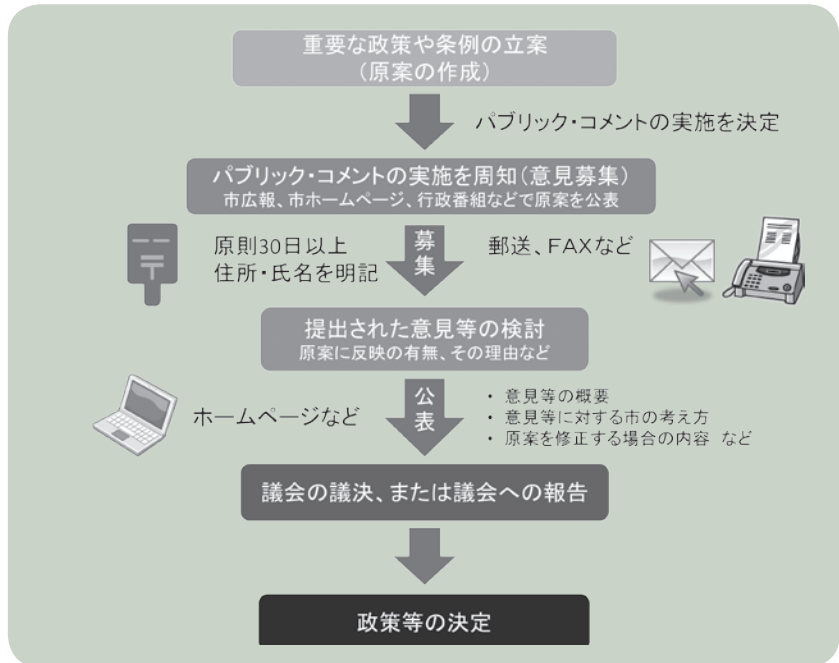 重要な政策や条例の立案
(原案の作成)
パブリック・コメントの実施を決定
パブリック・コメントの実施を周知(意見募集)
市広報、市ホームページ、行政番組などで原案を公表
原則30日以上
住所・氏名を明記
募集
郵送、FAXなど
提出された意見等の検討
原案に反映の有無、その理由など
ホームページなど
公表
・ 意見等の概要
・ 意見等に対する市の考え方
・ 原案を修正する場合の内容 など
議会の議決、または議会への報告
政策等の決定